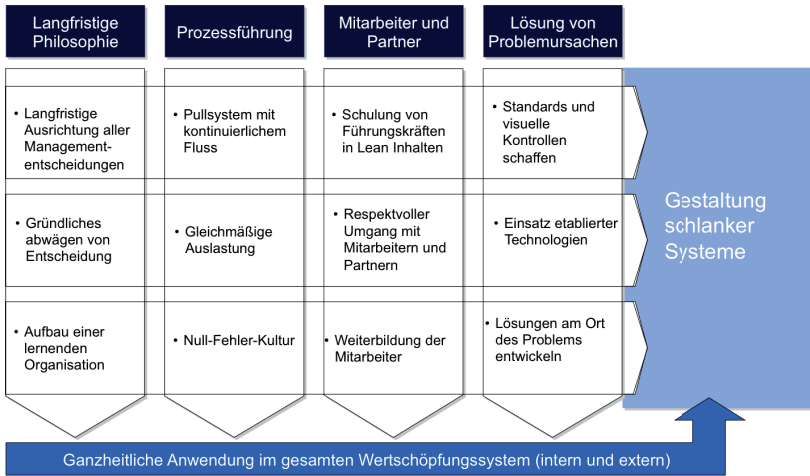 Langfristige
Philosophie
Prozessführung
Mitarbeiter und
Partner
Lösung von
Problemursachen
• Langfristige
Ausrichtung aller
Management-
entscheidungen
• Pullsystem mit
kontinuierlichem
Fluss
• Schulung von
Führungskräften
in Lean Inhalten
• Standards und
visuelle
Kontrollen
schaffen
• Gründliches
abwägen von
Entscheidung
• Gleichmäßige
Auslastung
• Respektvoller
Umgang mit
Mitarbeitern und
Partnern
• Einsatz etablierter
Technologien
• Aufbau einer
lernenden
Organisation
• Null-Fehler-Kultur
• Weiterbildung der
Mitarbeiter
• Lösungen am Ort
des Problems
entwickeln
Gestaltung
schlanker
Systeme
Ganzheitliche Anwendung im gesamten Wertschöpfungssystem (intern und extern)